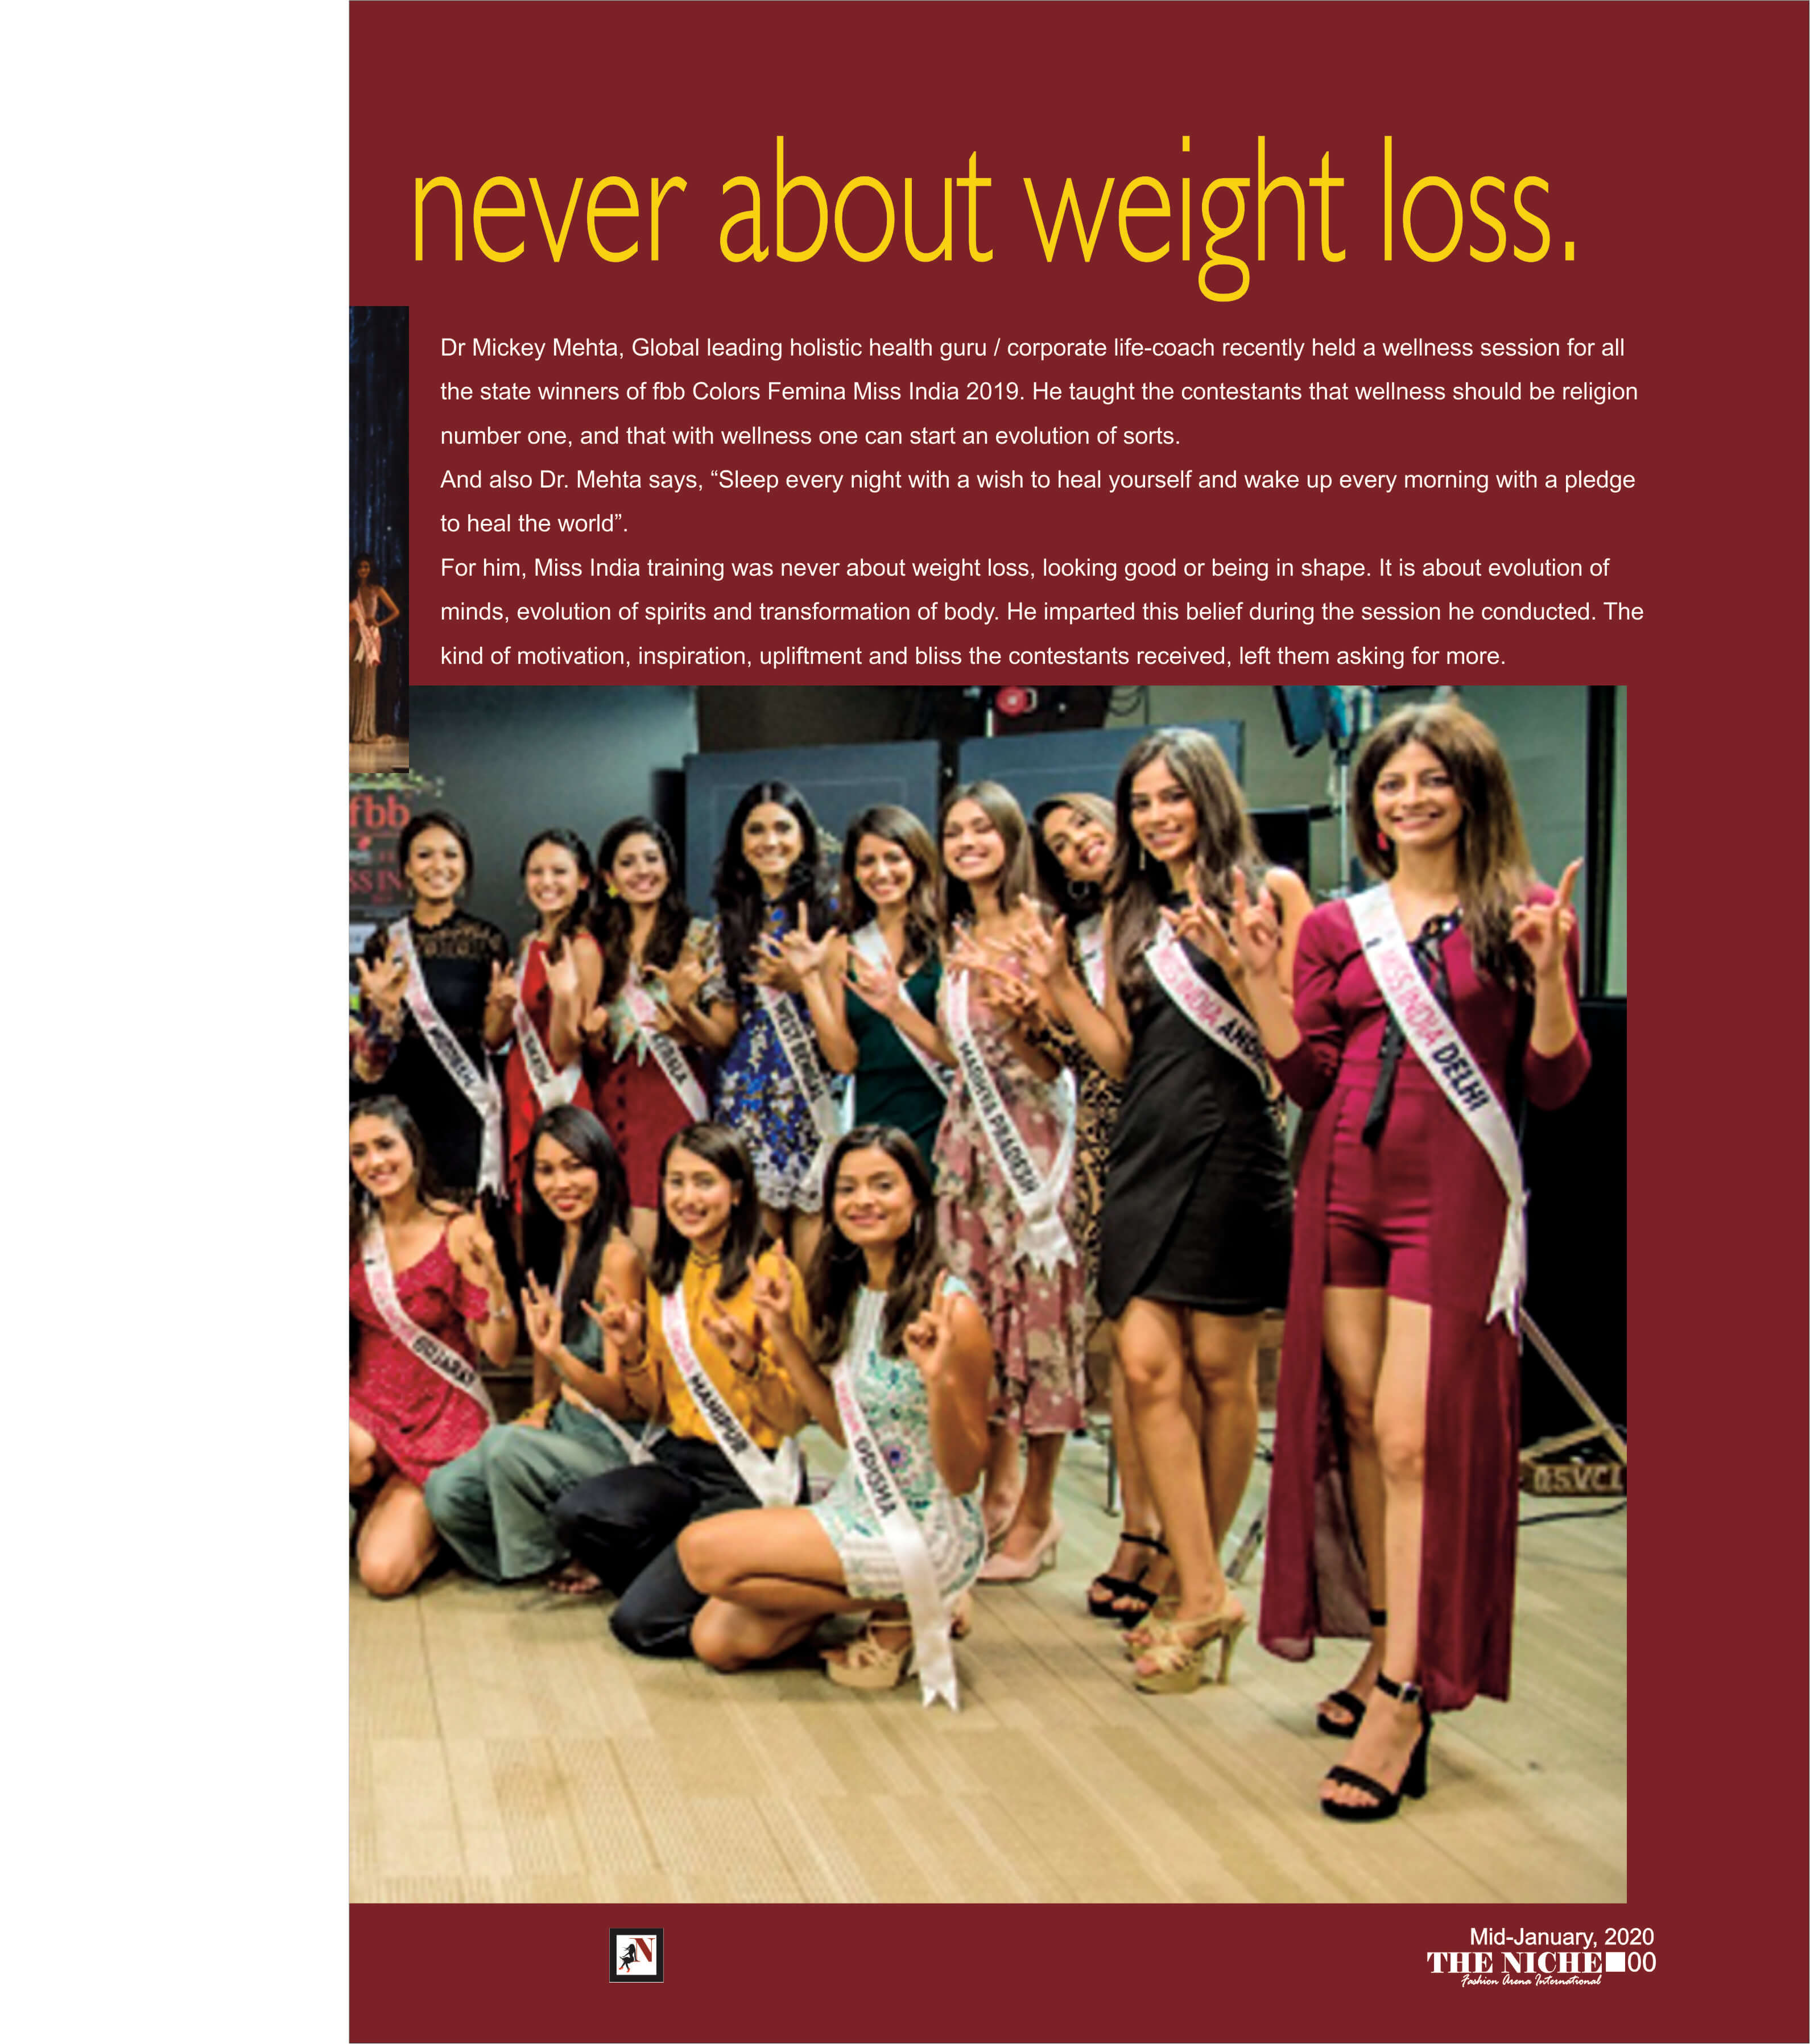 never about weight loss.
Dr Mickey Mehta, Global leading holistic health guru / corporate life-coach recently held a wellness session for all
the state winners of fbb Colors Femina Miss India 2019. He taught the contestants that wellness should be religion
number one, and that with wellness one can start an evolution of sorts.
And also Dr. Mehta says, “Sleep every night with a wish to heal yourself and wake up every morning with a pledge
to heal the world”.
For him, Miss India training was never about weight loss, looking good or being in shape. It is about evolution of
minds, evolution of spirits and transformation of body. He imparted this belief during the session he conducted. The
kind of motivation, inspiration, upliftment and bliss the contestants received, left them asking for more.
fbb
SS IN
KERALA
WEST BENGAL
MADHYA PRADESH
MISS INDIA
MISS INDIA DELHI
MANIPUR
ODISHA
N
Mid-January, 2020
THE NICHE 00
Fashion Arena International